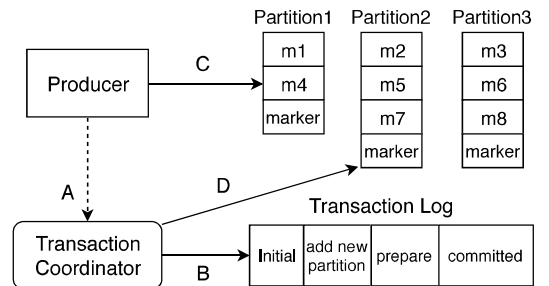 Partition1 Partition2 Partition3
m1 m2 m3
Producer
C
m4 m5 m6
marker m7 m8
marker marker
A
D
Transaction Log
Transaction
Coordinator
B
Initial
add new
partition
prepare
committed